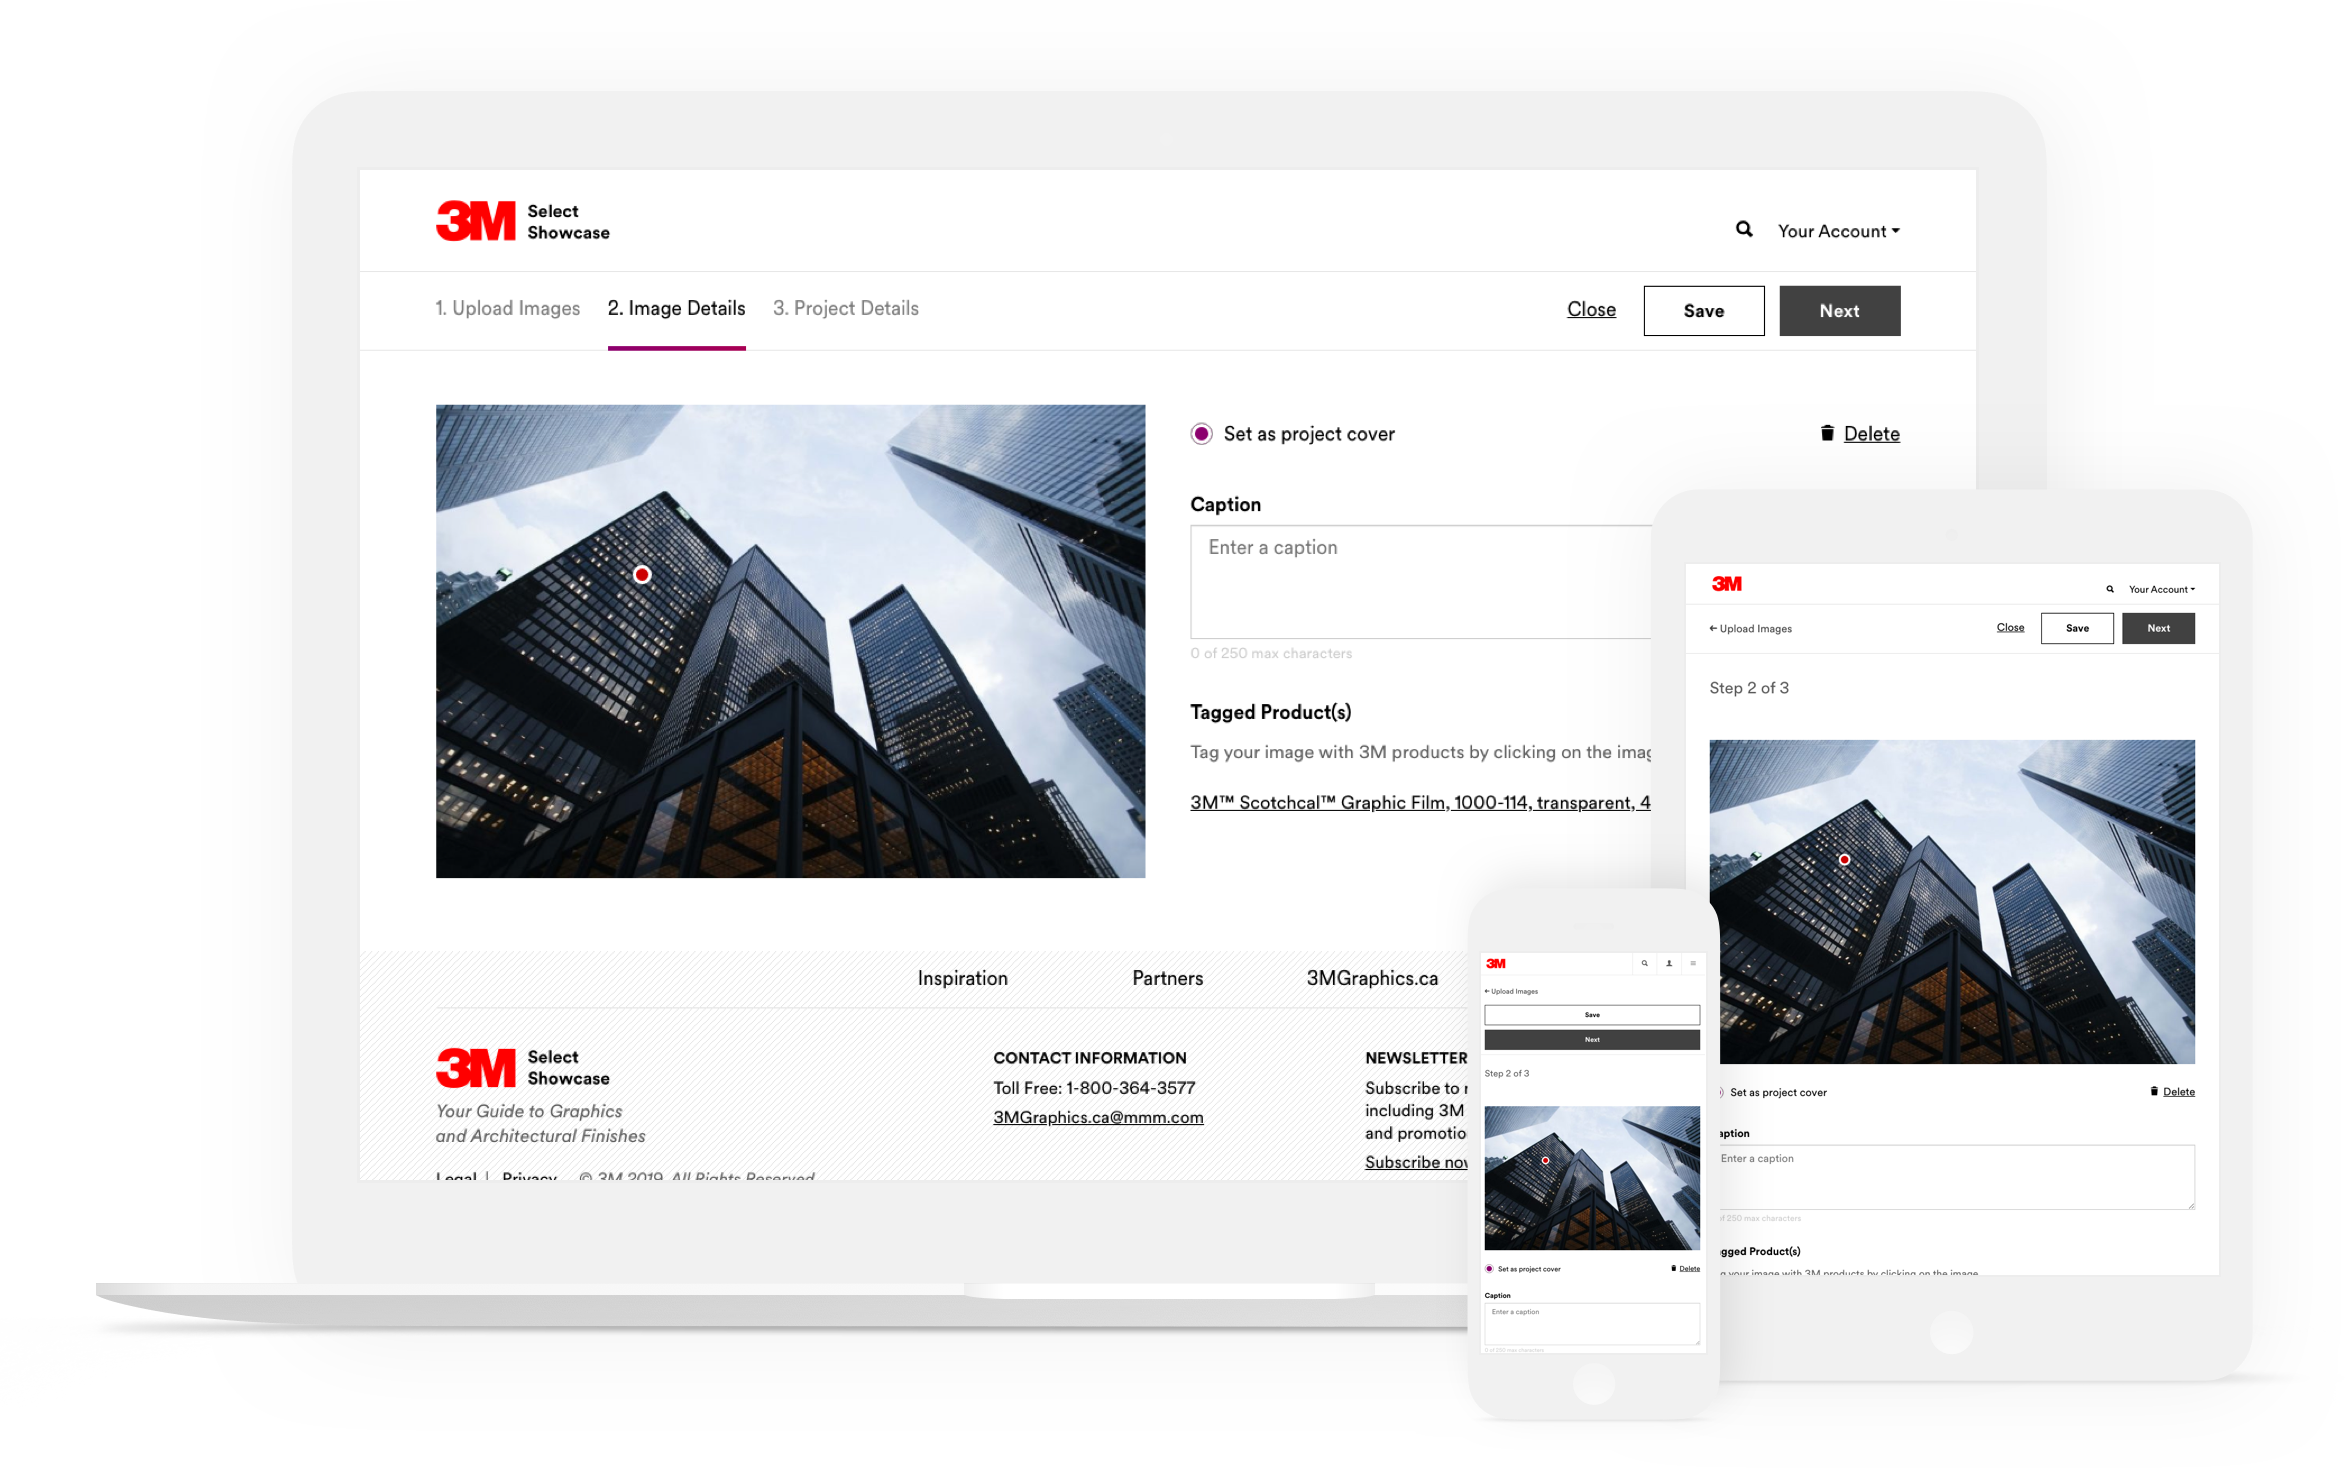 3M Select
Showcase
Your Account
1. Upload Images 2. Image Details 3. Project Details Close Save Next
Set as project cover Delete
Caption
Enter a caption
0 of 250 max characters
Tagged Product(s)
Tag your image with 3M products by clicking on the imag
3M™ Scotchcal™ Graphic Film, 1000-114, transparent, 4
Inspiration Partners 3MGraphics.ca
3M Select
Showcase
Your Guide to Graphics
and Architectural Finishes
Legal | Privacy © 3M 2019. All Rights Reserved
CONTACT INFORMATION
Toll Free: 1-800-364-3577
3MGraphics.ca@mmm.com
NEWSLETTER
Subscribe to
including 3M
and promotio
Subscribe now
3M
Your Account
← Upload Images Close Save Next
Step 2 of 3
Set as project cover Delete
aption
Enter a caption
of 250 max characters
gged Product(s)
g your image with 3M products by clicking on the image
3M
← Upload Images
Save
Next
Step 2 of 3
Set as project cover Delete
Caption
Enter a caption
0 of 250 max characters